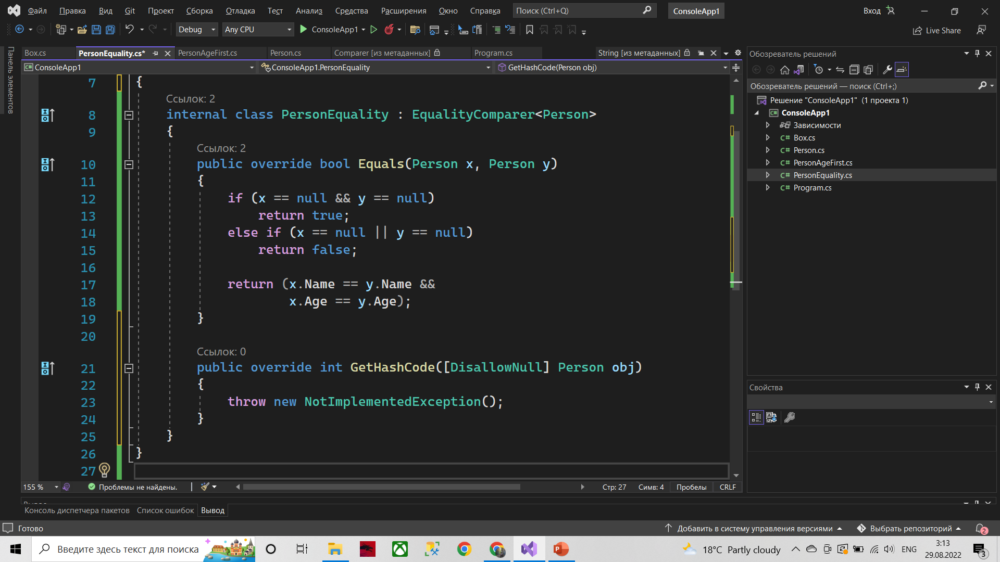 Файл Правка Вид Git Проект Сборка Отладка Тест Анализ Средства Расширения Окно Справка Поиск (Ctrl+Q) ConsoleApp1 Вход
Debug Any CPU ConsoleApp1 Live Share
Панель элементов
Box.cs PersonEquality.cs* PersonAgeFirst.cs Person.cs Comparer [из метаданных] Program.cs String [из метаданных]
ConsoleApp1 ConsoleApp1.PersonEquality GetHashCode(Person obj)
7 {
Ссылок: 2
8 internal class PersonEquality : EqualityComparer<Person>
9 {
Ссылок: 2
10 public override bool Equals(Person x, Person y)
11 {
12 if (x == null && y == null)
13 return true;
14 else if (x == null || y == null)
15 return false;
16
17 return (x.Name == y.Name &&
18 x.Age == y.Age);
19 }
20
Ссылок: 0
21 public override int GetHashCode([DisallowNull] Person obj)
22 {
23 throw new NotImplementedException();
24 }
25 }
26 }
27
155 % Проблемы не найдены. Стр: 27 Симв: 4 Пробелы CRLF
Обозреватель решений
Обозреватель решений — поиск (Ctrl+;)
Решение "ConsoleApp1" (1 проекта 1)
C# ConsoleApp1
Зависимости
C# Box.cs
C# Person.cs
C# PersonAgeFirst.cs
C# PersonEquality.cs
C# Program.cs
Свойства
Вывод
Консоль диспетчера пакетов Список ошибок Вывод
Готово Добавить в систему управления версиями Выбрать репозиторий 2
Введите здесь текст для поиска 18°C Partly cloudy ENG 3:13
29.08.2022 3